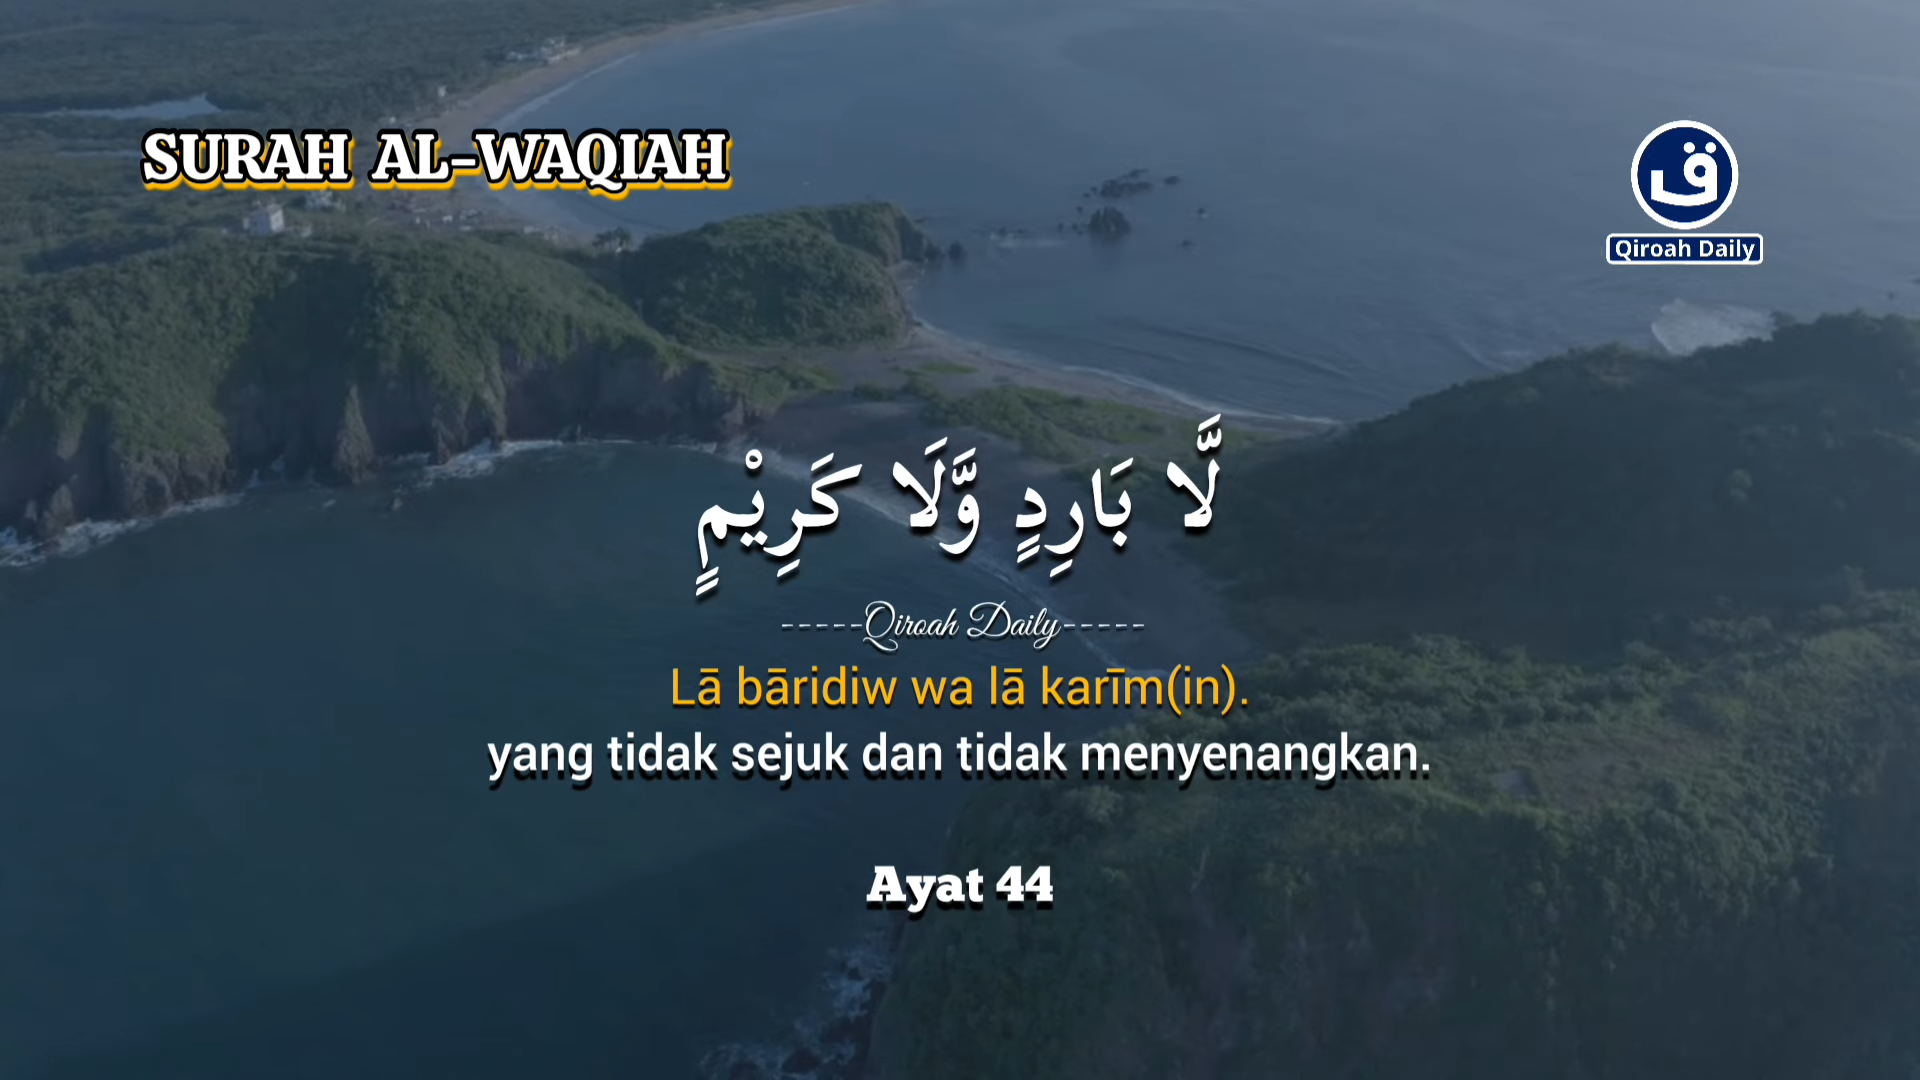 SURAH AL-WAQIAH
ق
Qiroah Daily
لَّا بَارِدٍ وَّلَا كَرِيْمٍ
-----Qiroah Daily-----
Lā bāridiw wa lā karīm(in).
yang tidak sejuk dan tidak menyenangkan.
Ayat 44